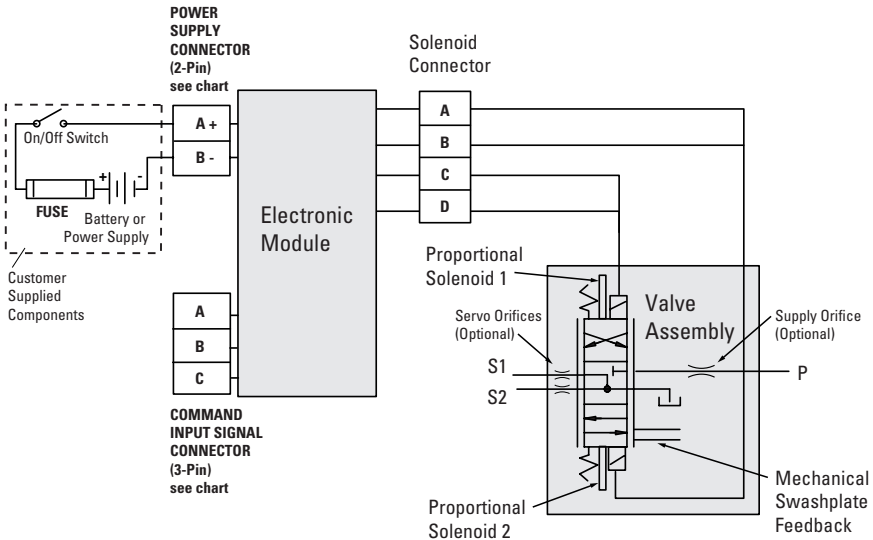 POWER
SUPPLY
CONNECTOR
(2-Pin)
see chart
Solenoid
Connector
On/Off Switch
+
-
FUSE
Battery or
Power Supply
Customer
Supplied
Components
A +
B -
Electronic
Module
A
B
C
D
A
B
C
COMMAND
INPUT SIGNAL
CONNECTOR
(3-Pin)
see chart
Proportional
Solenoid 1
Valve
Assembly
Servo Orifices
(Optional)
Supply Orifice
(Optional)
S1
S2
P
Proportional
Solenoid 2
Mechanical
Swashplate
Feedback